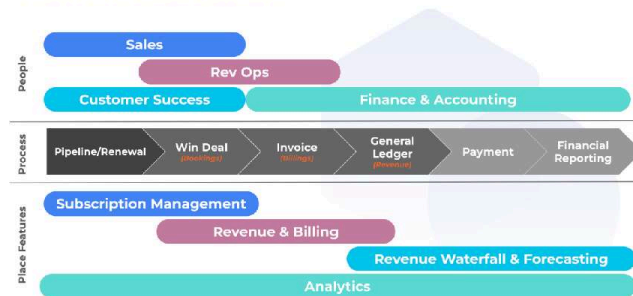 People
Sales
Rev Ops
Customer Success
Finance & Accounting
Process
Pipeline/Renewal
Win Deal
(Bookings)
Invoice
(Billings)
General
Ledger
(Revenue)
Payment
Financial
Reporting
Place Features
Subscription Management
Revenue & Billing
Revenue Waterfall & Forecasting
Analytics